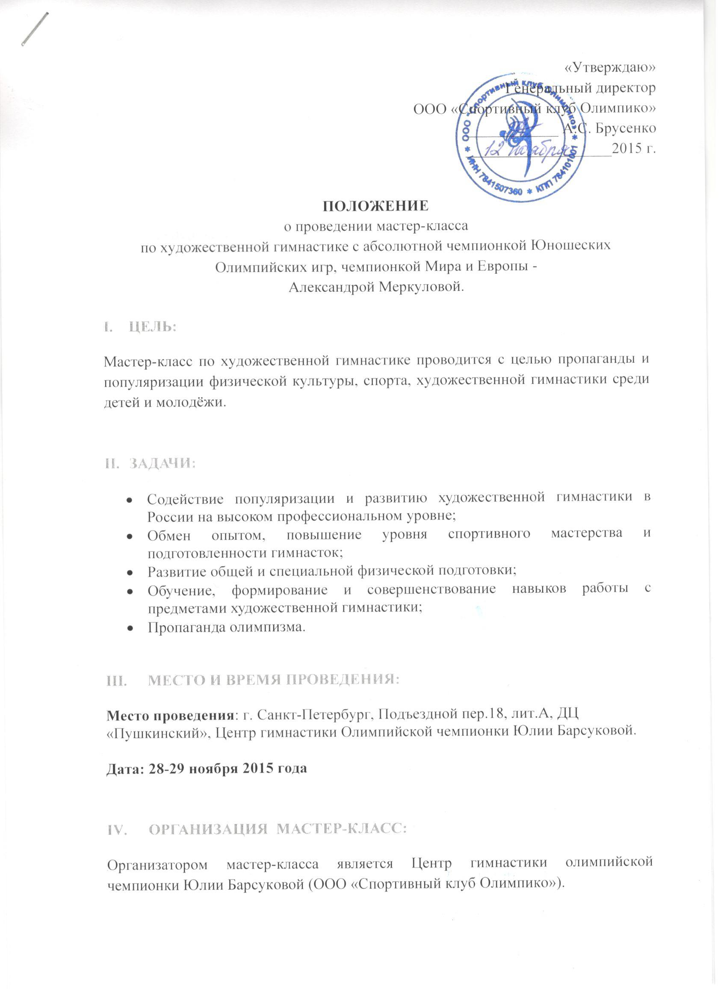 «Утверждаю»
Генеральный директор
ООО «Спортивный клуб Олимпико»
А.С. Брусенко
12 ноября 2015 г.
ООО "Спортивный клуб Олимпико" * КПП 784101001 * ИНН 7841507360 *
ПОЛОЖЕНИЕ
о проведении мастер-класса
по художественной гимнастике с абсолютной чемпионкой Юношеских
Олимпийских игр, чемпионкой Мира и Европы -
Александрой Меркуловой.
I. ЦЕЛЬ:
Мастер-класс по художественной гимнастике проводится с целью пропаганды и
популяризации физической культуры, спорта, художественной гимнастики среди
детей и молодёжи.
II. ЗАДАЧИ:
• Содействие популяризации и развитию художественной гимнастики в
России на высоком профессиональном уровне;
• Обмен опытом, повышение уровня спортивного мастерства и
подготовленности гимнасток;
• Развитие общей и специальной физической подготовки;
• Обучение, формирование и совершенствование навыков работы с
предметами художественной гимнастики;
• Пропаганда олимпизма.
III. МЕСТО И ВРЕМЯ ПРОВЕДЕНИЯ:
Место проведения: г. Санкт-Петербург, Подъездной пер.18, лит.А, ДЦ
«Пушкинский», Центр гимнастики Олимпийской чемпионки Юлии Барсуковой.
Дата: 28-29 ноября 2015 года
IV. ОРГАНИЗАЦИЯ МАСТЕР-КЛАСС:
Организатором мастер-класса является Центр гимнастики олимпийской
чемпионки Юлии Барсуковой (ООО «Спортивный клуб Олимпико»).